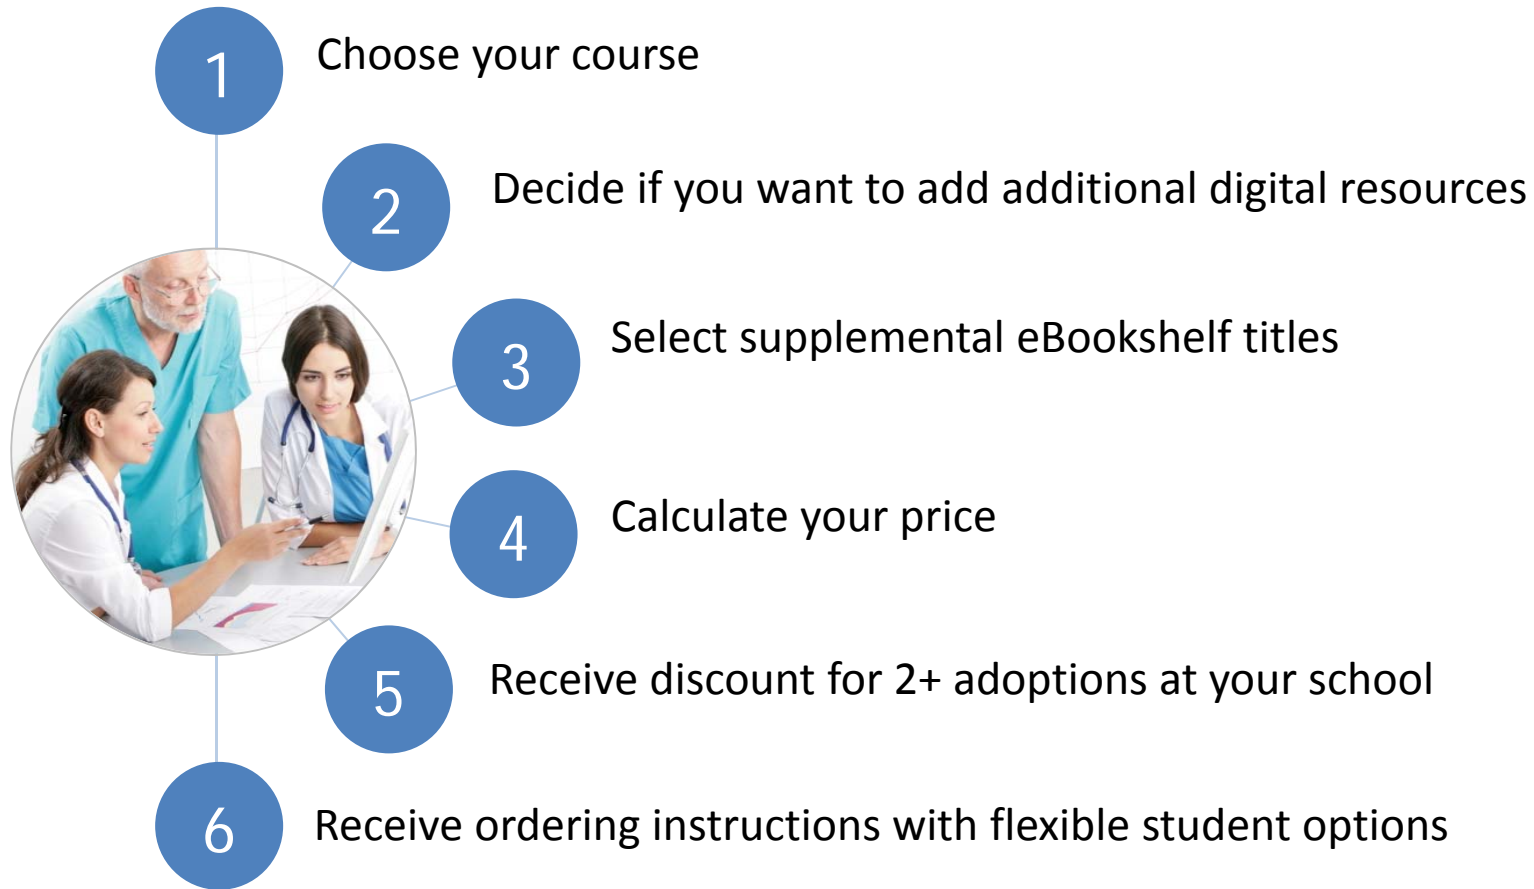 1 Choose your course
2 Decide if you want to add additional digital resources
3 Select supplemental eBookshelf titles
4 Calculate your price
5 Receive discount for 2+ adoptions at your school
6 Receive ordering instructions with flexible student options